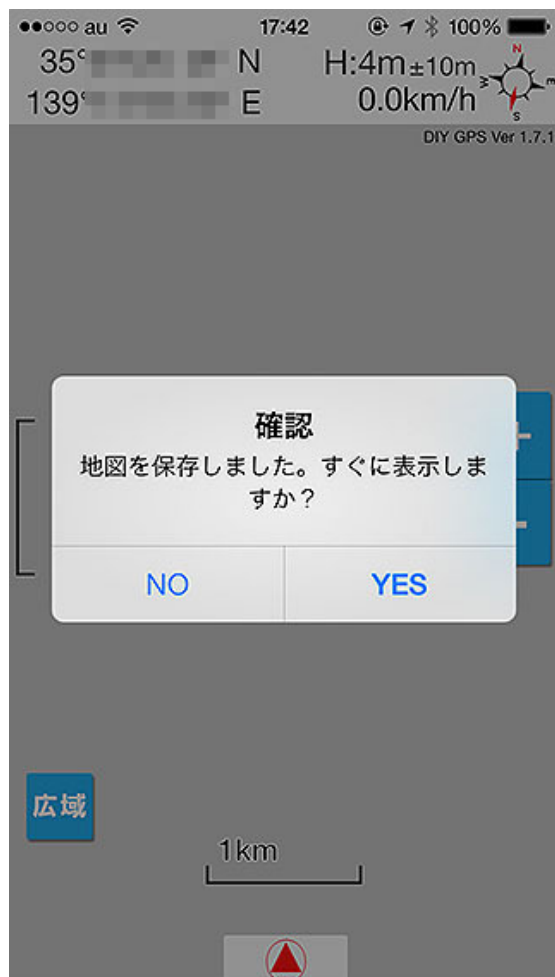 au 17:42 100%
35° N H:4m±10m
139° E 0.0km/h
N
W E
S
DIY GPS Ver 1.7.1
確認
地図を保存しました。すぐに表示しま
すか？
NO YES
広域
1km